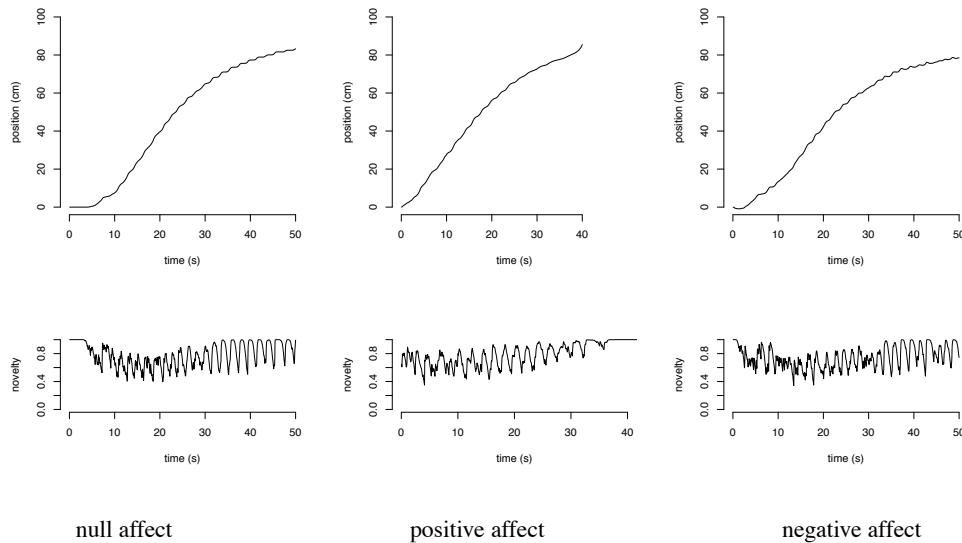 position (cm)
0 20 40 60 80 100
0 10 20 30 40 50
time (s)
position (cm)
0 20 40 60 80 100
0 10 20 30 40 50
time (s)
position (cm)
0 20 40 60 80 100
0 10 20 30 40 50
time (s)
novelty
0.0 0.4 0.8
0 10 20 30 40 50
time (s)
novelty
0.0 0.4 0.8
0 10 20 30 40
time (s)
novelty
0.0 0.4 0.8
0 10 20 30 40 50
time (s)
null affect
positive affect
negative affect